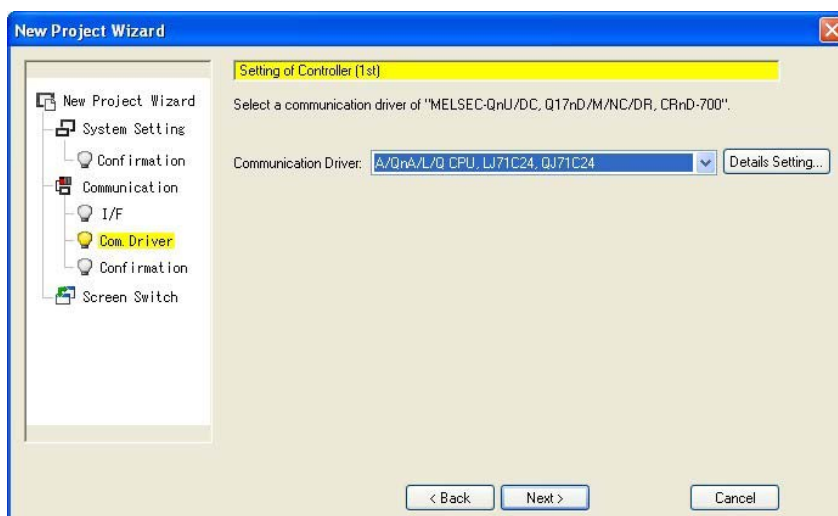 New Project Wizard
New Project Wizard
System Setting
Confirmation
Communication
I/F
Com.Driver
Confirmation
Screen Switch
Setting of Controller (1st)
Select a communication driver of "MELSEC-QnU/DC, Q17nD/M/NC/DR, CRnD-700".
Communication Driver: A/QnA/L/Q CPU, LJ71C24, QJ71C24 Details Setting...
< Back Next > Cancel